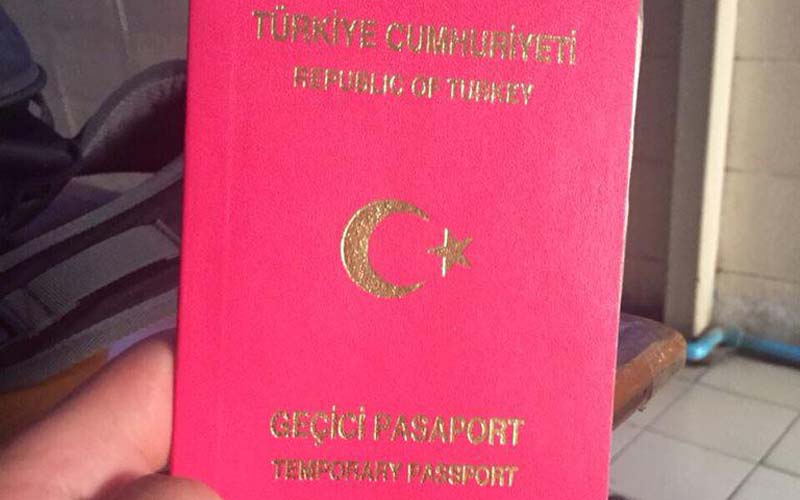 TÜRKİYE CUMHURİYETİ
REPUBLIC OF TURKEY
GEÇİCİ PASAPORT
TEMPORARY PASSPORT